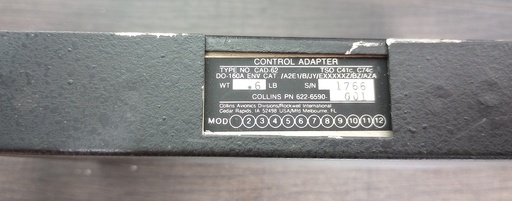 CONTROL ADAPTER
TYPE NO. CAD-62 TSO C41c, C74c
DO-160A ENV CAT /A2E1/B/JY/EXXXXXZ/BZ/AZA
WT .6 LB S/N 1766
COLLINS PN 622-6590- 001
Collins Avionics Divisions/Rockwell International
Cedar Rapids, IA 52498 USA/Mfd Melbourne, FL
MOD 2 3 4 5 6 7 8 9 10 11 12